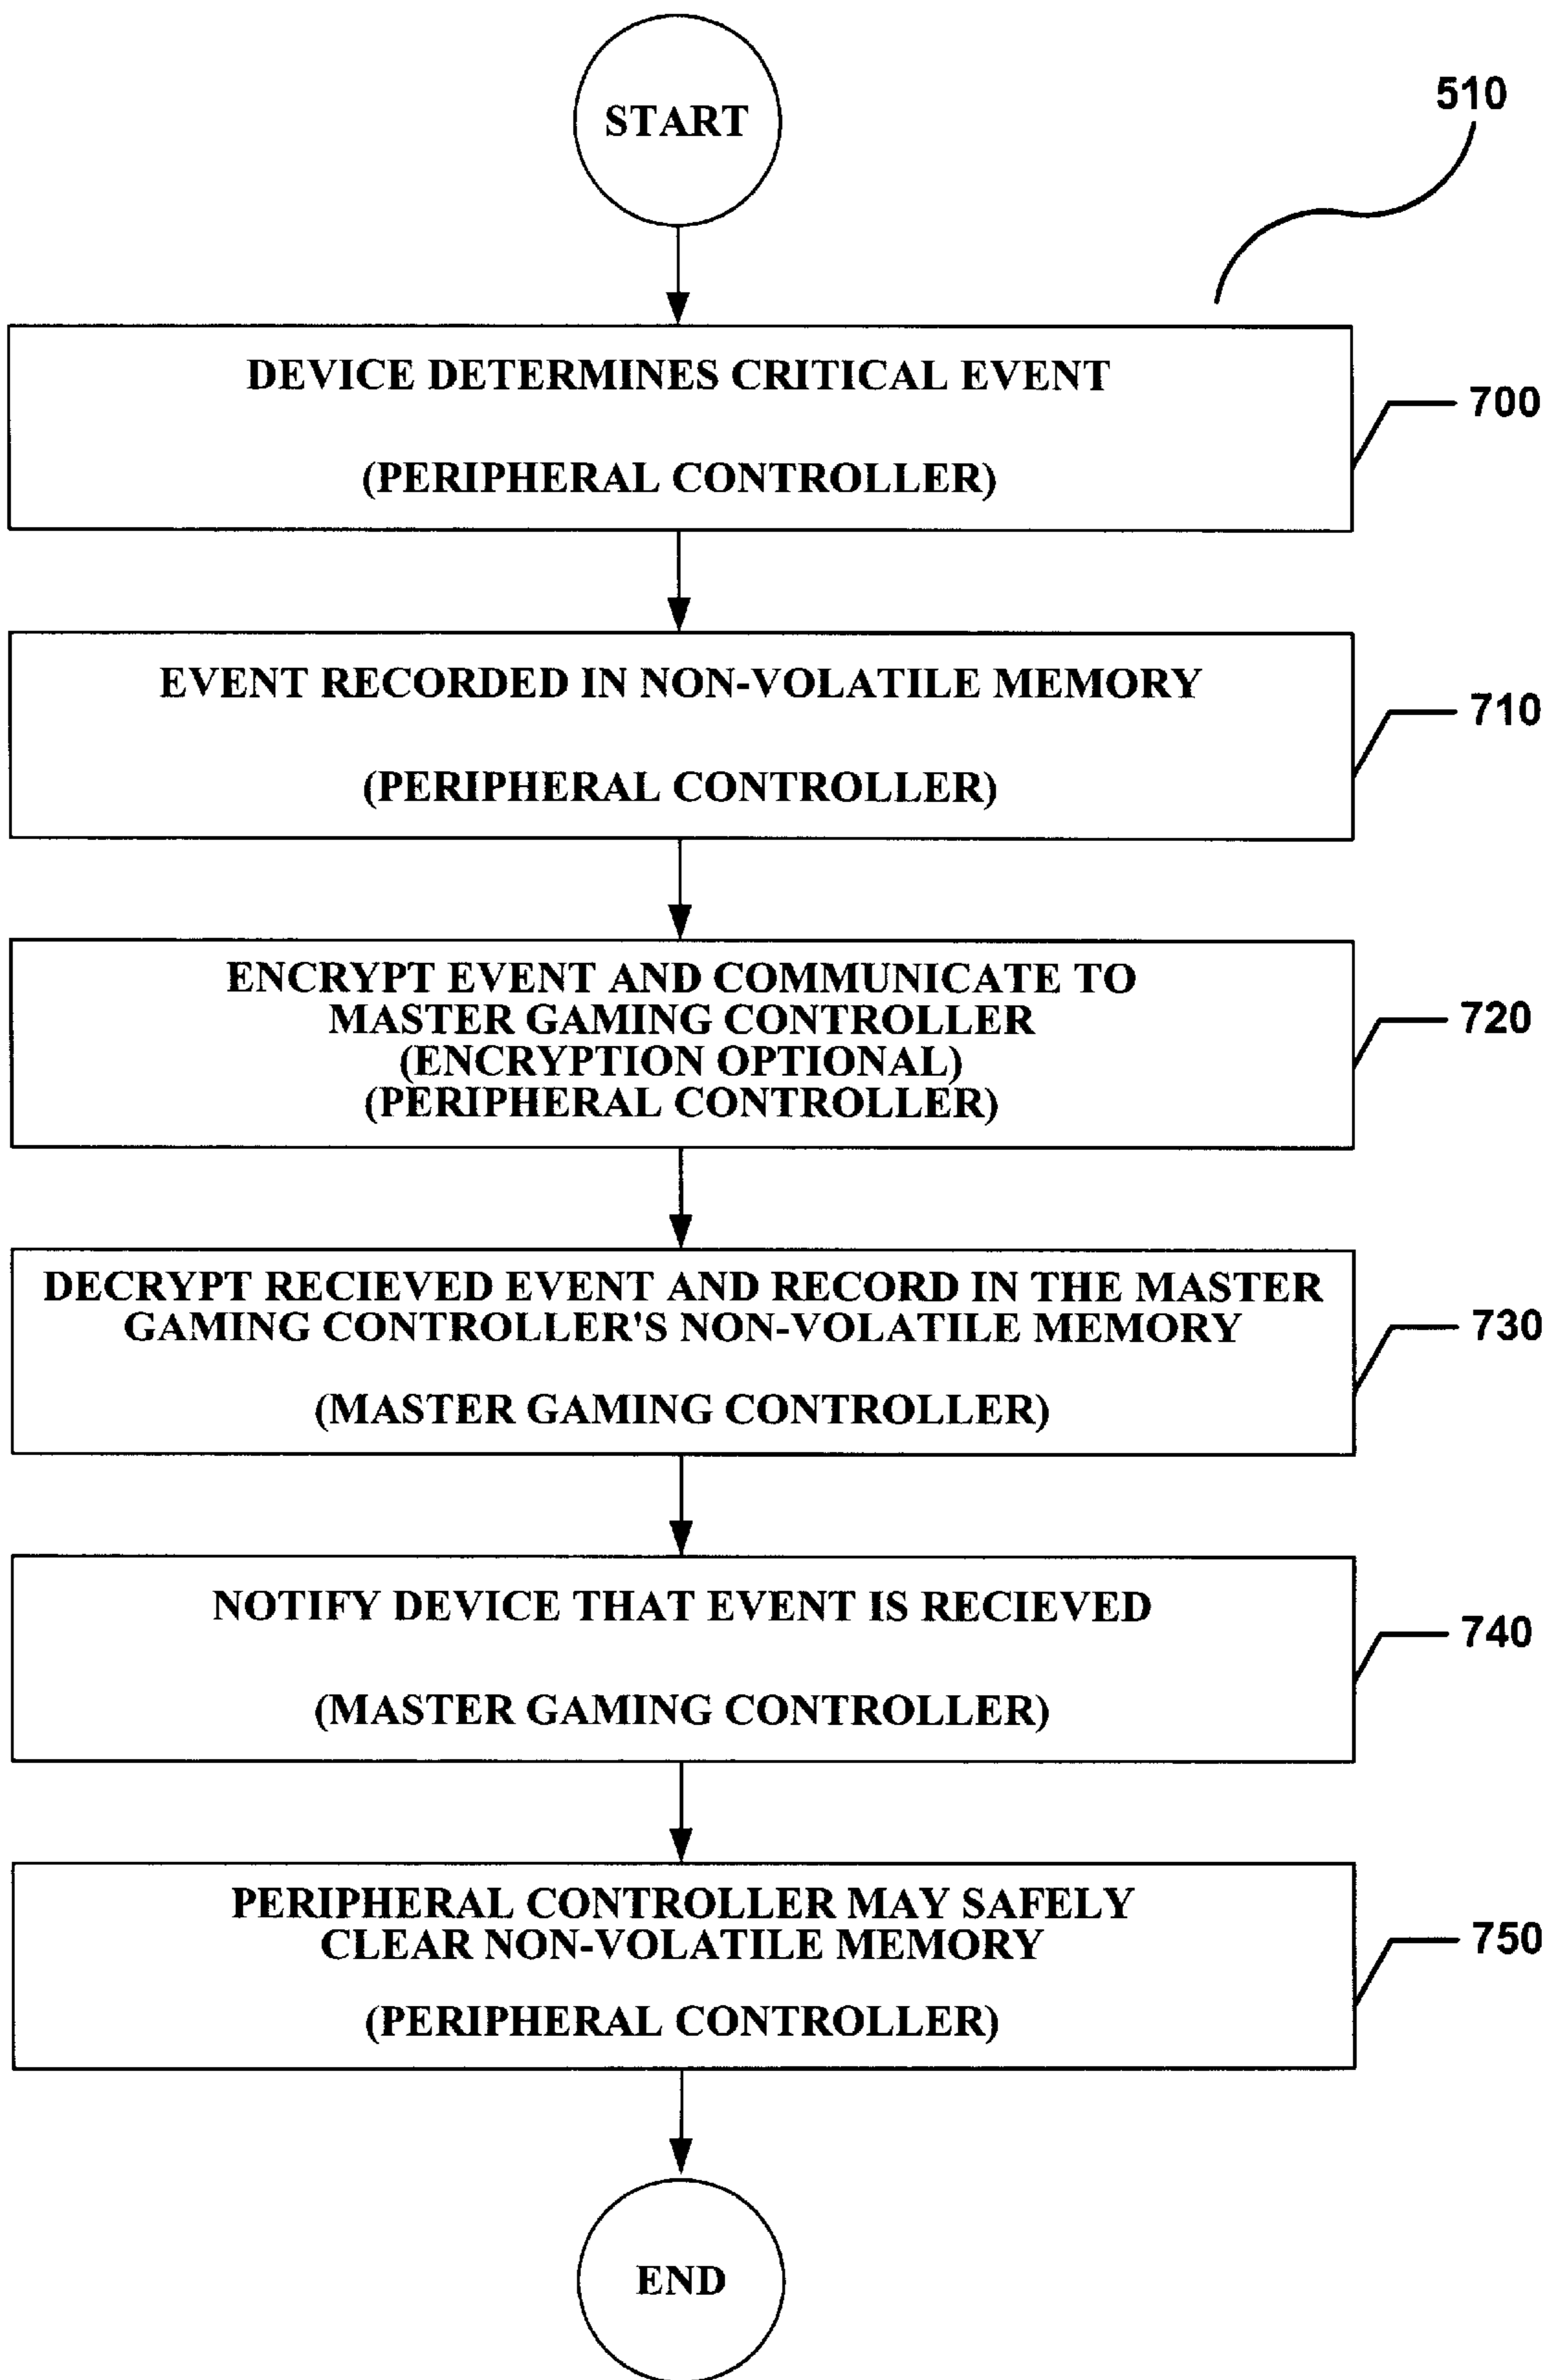 START
510
DEVICE DETERMINES CRITICAL EVENT
(PERIPHERAL CONTROLLER)
700
EVENT RECORDED IN NON-VOLATILE MEMORY
(PERIPHERAL CONTROLLER)
710
ENCRYPT EVENT AND COMMUNICATE TO
MASTER GAMING CONTROLLER
(ENCRYPTION OPTIONAL)
(PERIPHERAL CONTROLLER)
720
DECRYPT RECIEVED EVENT AND RECORD IN THE MASTER
GAMING CONTROLLER'S NON-VOLATILE MEMORY
(MASTER GAMING CONTROLLER)
730
NOTIFY DEVICE THAT EVENT IS RECIEVED
(MASTER GAMING CONTROLLER)
740
PERIPHERAL CONTROLLER MAY SAFELY
CLEAR NON-VOLATILE MEMORY
(PERIPHERAL CONTROLLER)
750
END